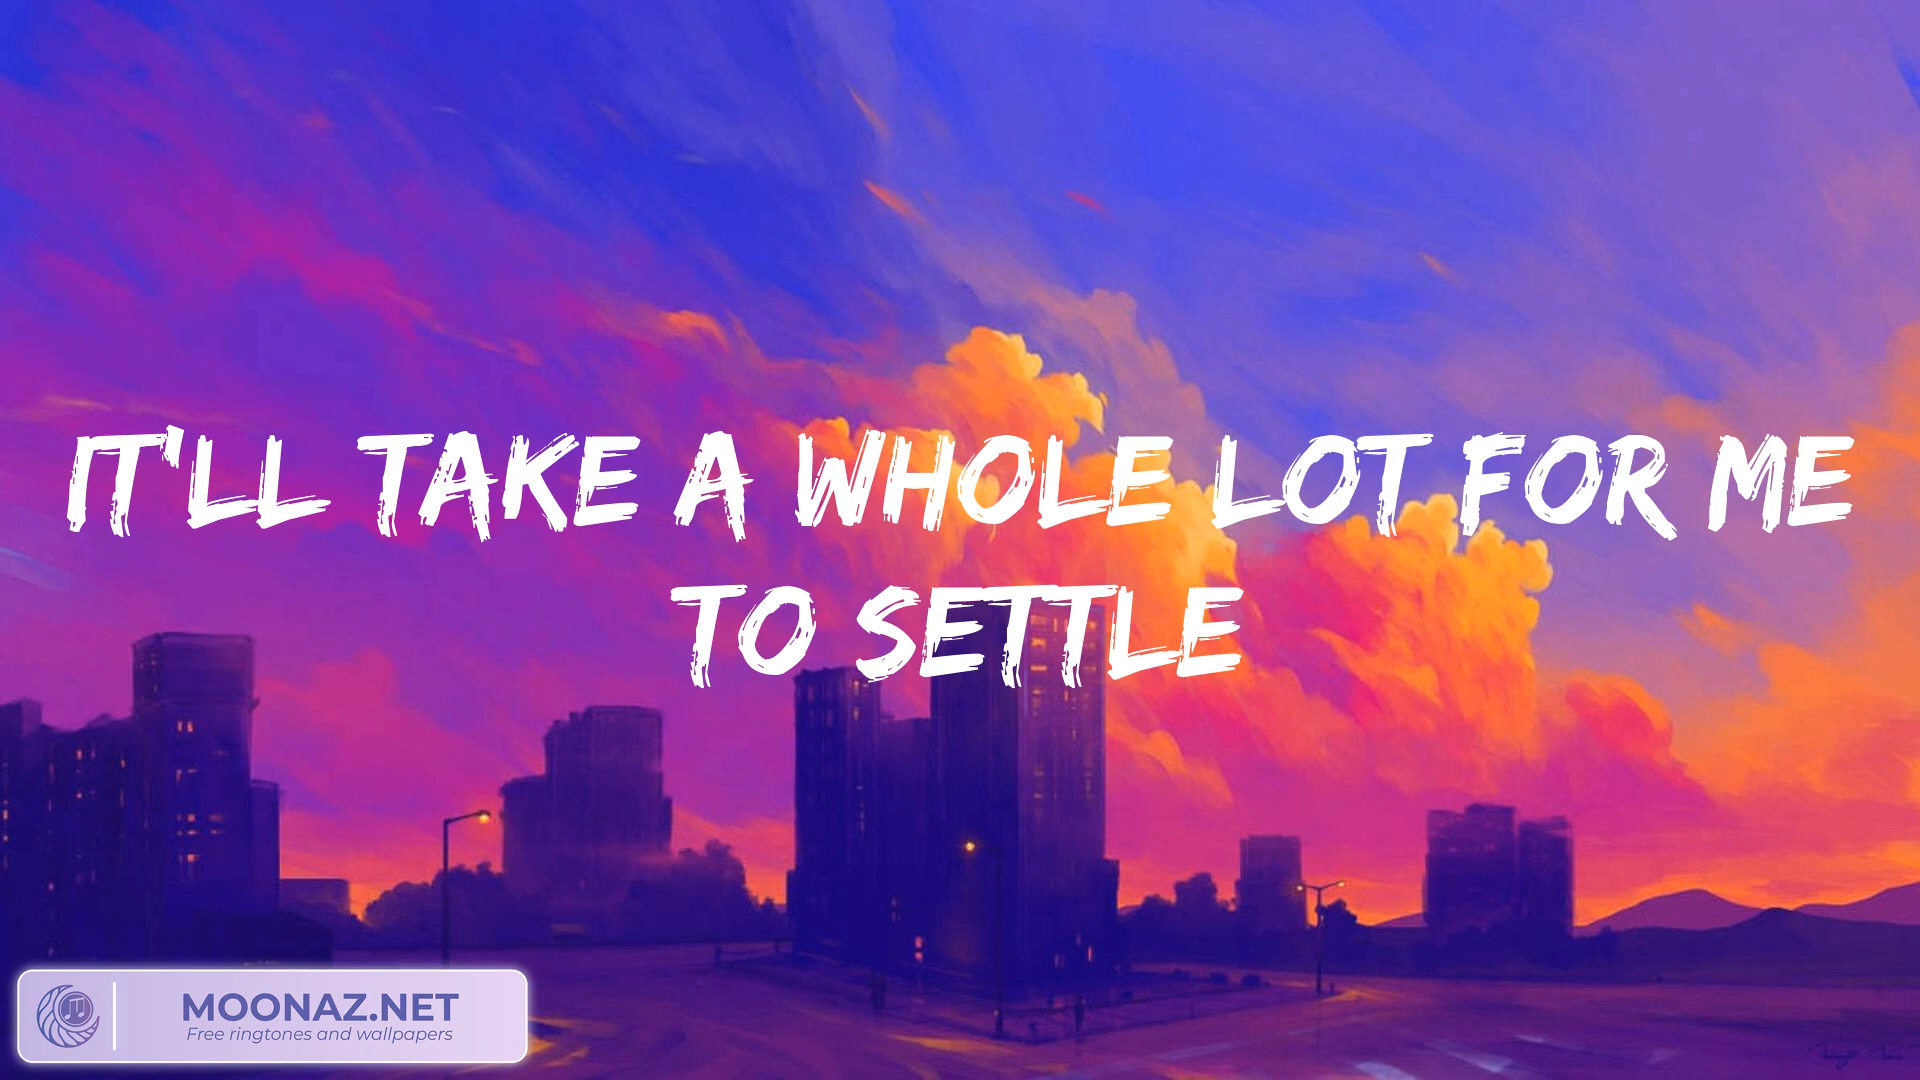 IT'LL TAKE A WHOLE LOT FOR ME
TO SETTLE
MOONAZ.NET
Free ringtones and wallpapers